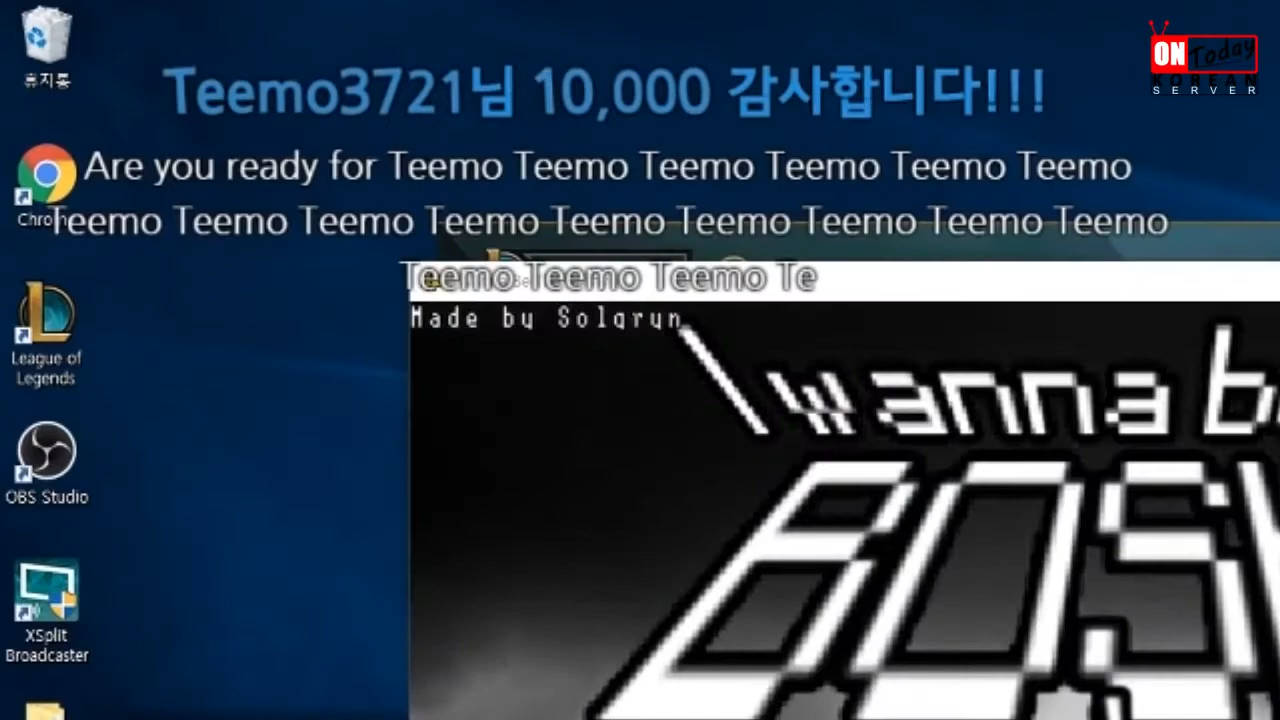 휴지통
ON Today
KOREAN
SERVER
Teemo3721님 10,000 감사합니다!!!
Are you ready for Teemo Teemo Teemo Teemo Teemo Teemo
Teemo Teemo Teemo Teemo Teemo Teemo Teemo Teemo Teemo
Teemo Teemo Teemo Te
Chrome
Made by Solgryn
I wanna b
BOS
League of
Legends
OBS Studio
XSplit
Broadcaster